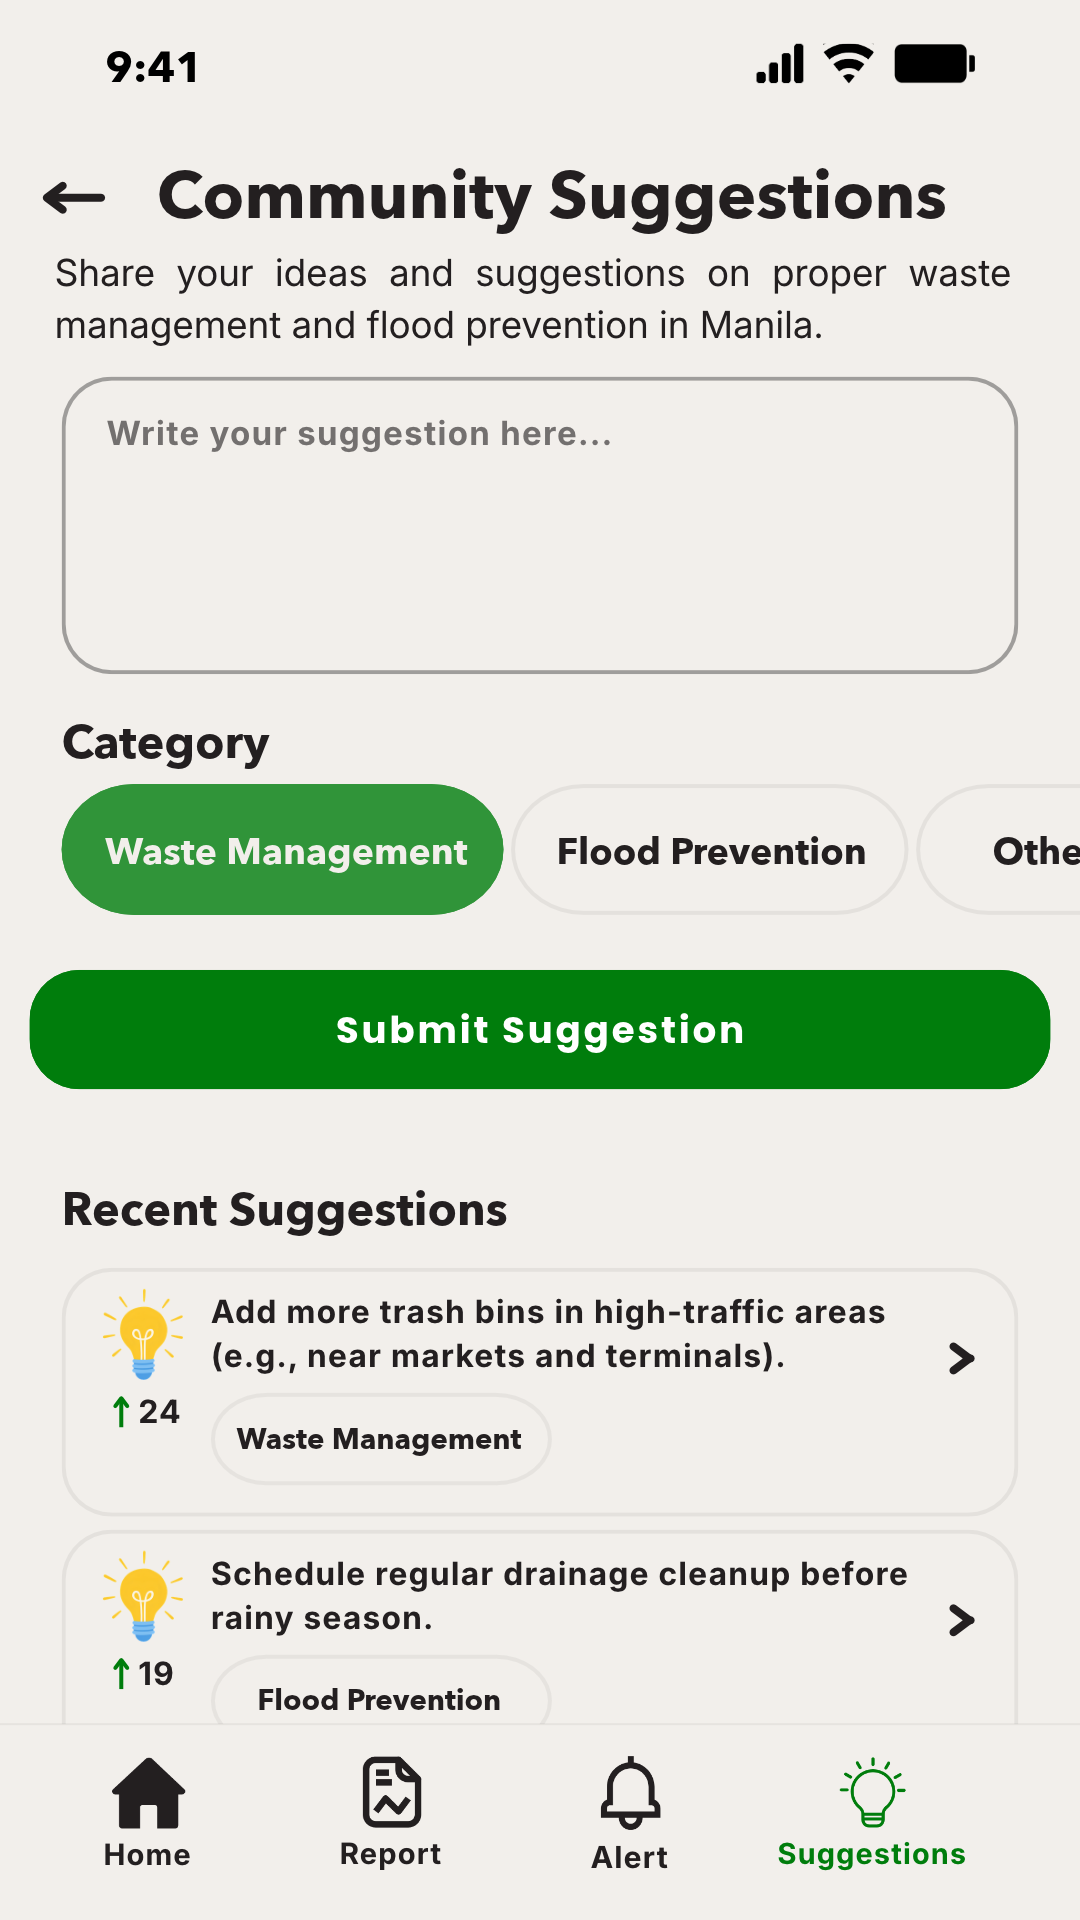 9:41
Community Suggestions
Share your ideas and suggestions on proper waste
management and flood prevention in Manila.
Write your suggestion here...
Category
Waste Management
Flood Prevention
Othe
Submit Suggestion
Recent Suggestions
Add more trash bins in high-traffic areas
(e.g., near markets and terminals).
24
Waste Management
Schedule regular drainage cleanup before
rainy season.
19
Flood Prevention
Home
Report
Alert
Suggestions